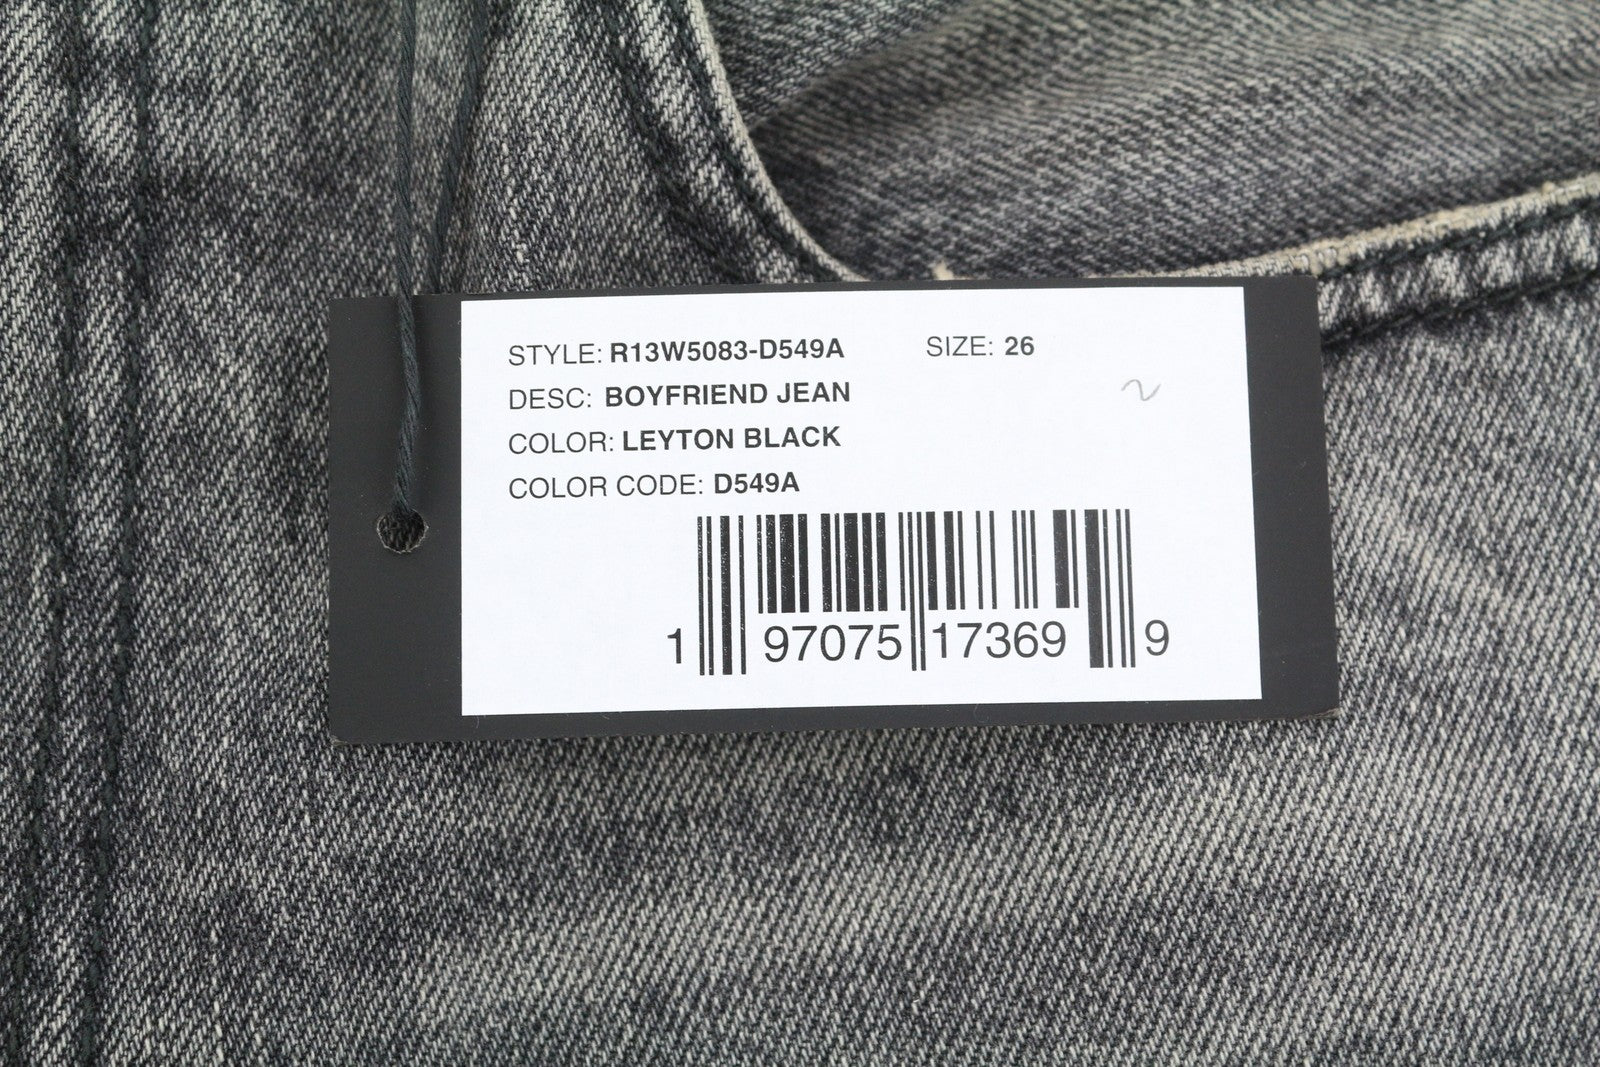 STYLE: R13W5083-D549A SIZE: 26
DESC: BOYFRIEND JEAN
COLOR: LEYTON BLACK
COLOR CODE: D549A
1 97075 17369 9